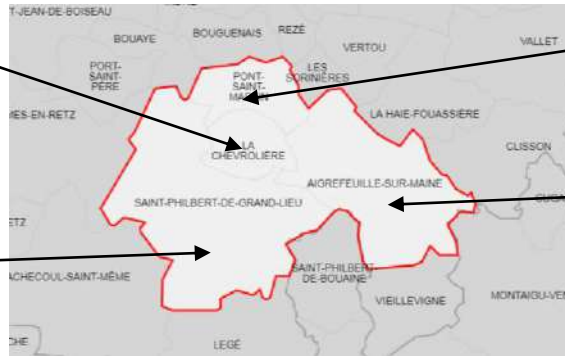 T-JEAN-DE-BOISEAU
BOUAYE
BOUGUENAIS
REZÉ
VERTOU
VALLET
PORT-
SAINT-
PÈRE
PONT-
SAINT-
MARTIN
LES
SORINIÈRES
MES-EN-RETZ
LA HAIE-FOUASSIÈRE
LA
CHEVROLIÈRE
CLISSON
AIGREFEUILLE-SUR-MAINE
SAINT-PHILBERT-DE-GRAND-LIEU
ETZ
ACHECOUL-SAINT-MÊME
SAINT-PHILBERT
DE-BOUAINE
VIEILLEVIGNE
MONTAIGU-VEN
CHE
LEGÉ